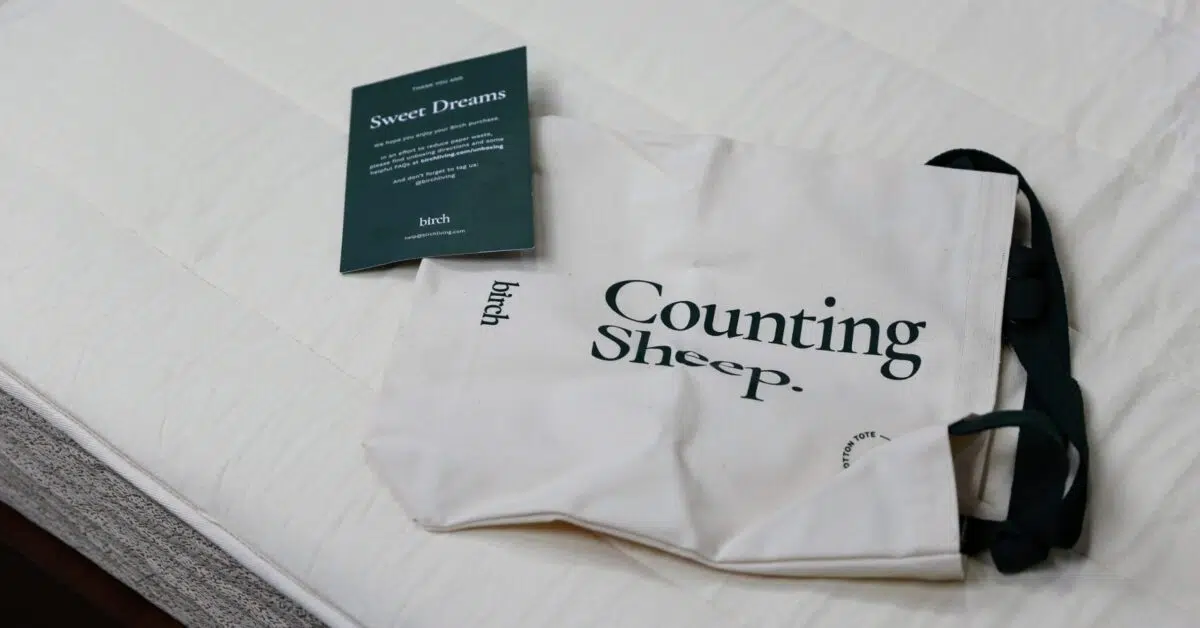 THANK YOU AND
Sweet Dreams
We hope you enjoy your Birch purchase.
In an effort to reduce paper waste,
please find unboxing directions and some
helpful FAQs at birchliving.com/unboxing
And don't forget to tag us:
@birchliving
birch
help@birchliving.com
birch
Counting
Sheep.
OTTON TOTE